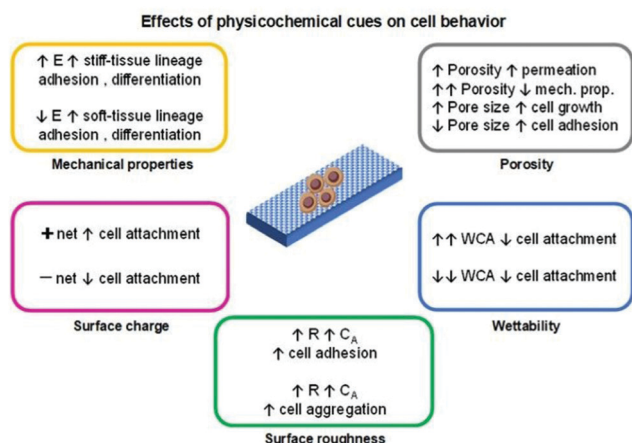 Effects of physicochemical cues on cell behavior
↑ E ↑ stiff-tissue lineage
adhesion , differentiation
↓ E ↑ soft-tissue lineage
adhesion , differentiation
Mechanical properties
↑ Porosity ↑ permeation
↑↑ Porosity ↓ mech. prop.
↑ Pore size ↑ cell growth
↓ Pore size ↑ cell adhesion
Porosity
+ net ↑ cell attachment
− net ↓ cell attachment
Surface charge
↑↑ WCA ↓ cell attachment
↓↓ WCA ↓ cell attachment
Wettability
↑ R ↑ C_A
↑ cell adhesion
↑ R ↑ C_A
↑ cell aggregation
Surface roughness